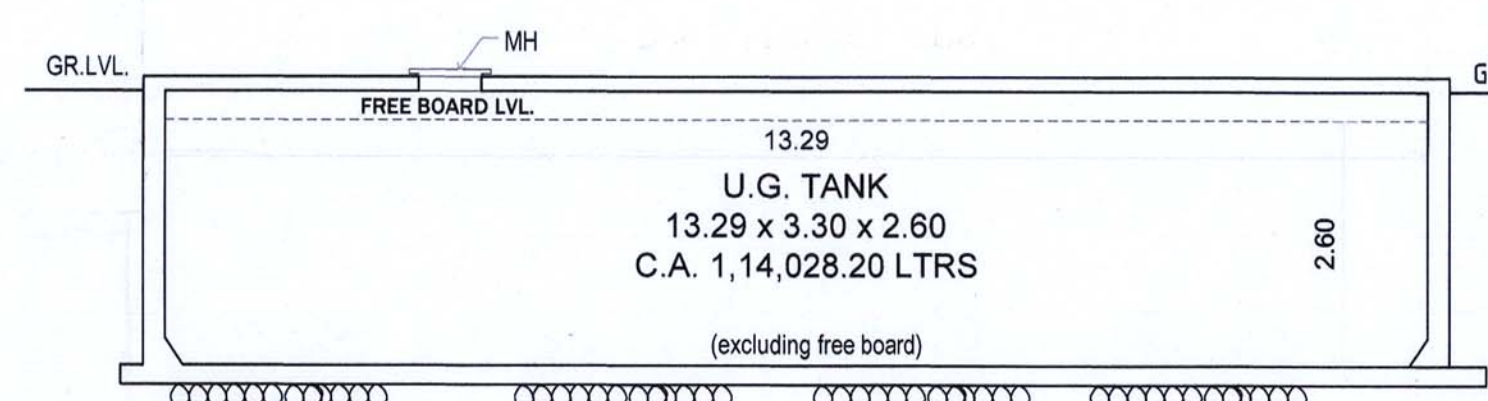 MH
GR.LVL.
G
FREE BOARD LVL.
13.29
U.G. TANK
13.29 x 3.30 x 2.60
C.A. 1,14,028.20 LTRS
2.60
(excluding free board)